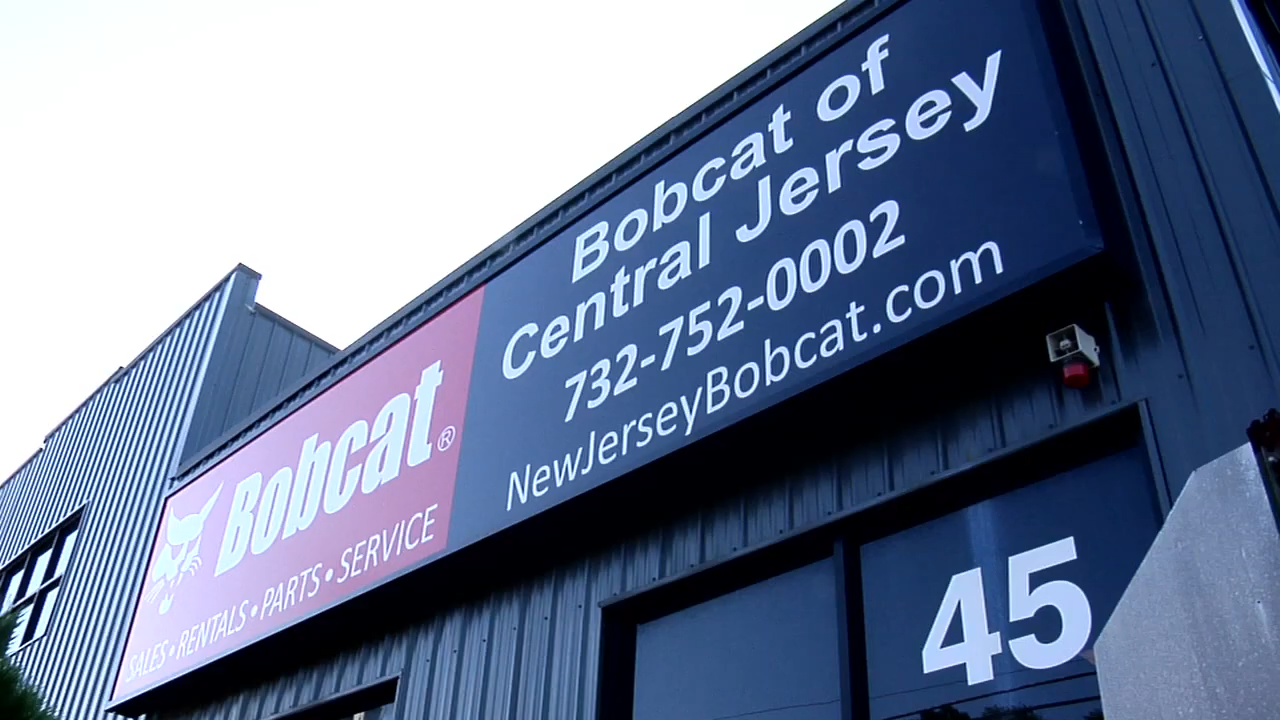 Bobcat®
SALES • RENTALS • PARTS • SERVICE
Bobcat of
Central Jersey
732-752-0002
NewJerseyBobcat.com
45